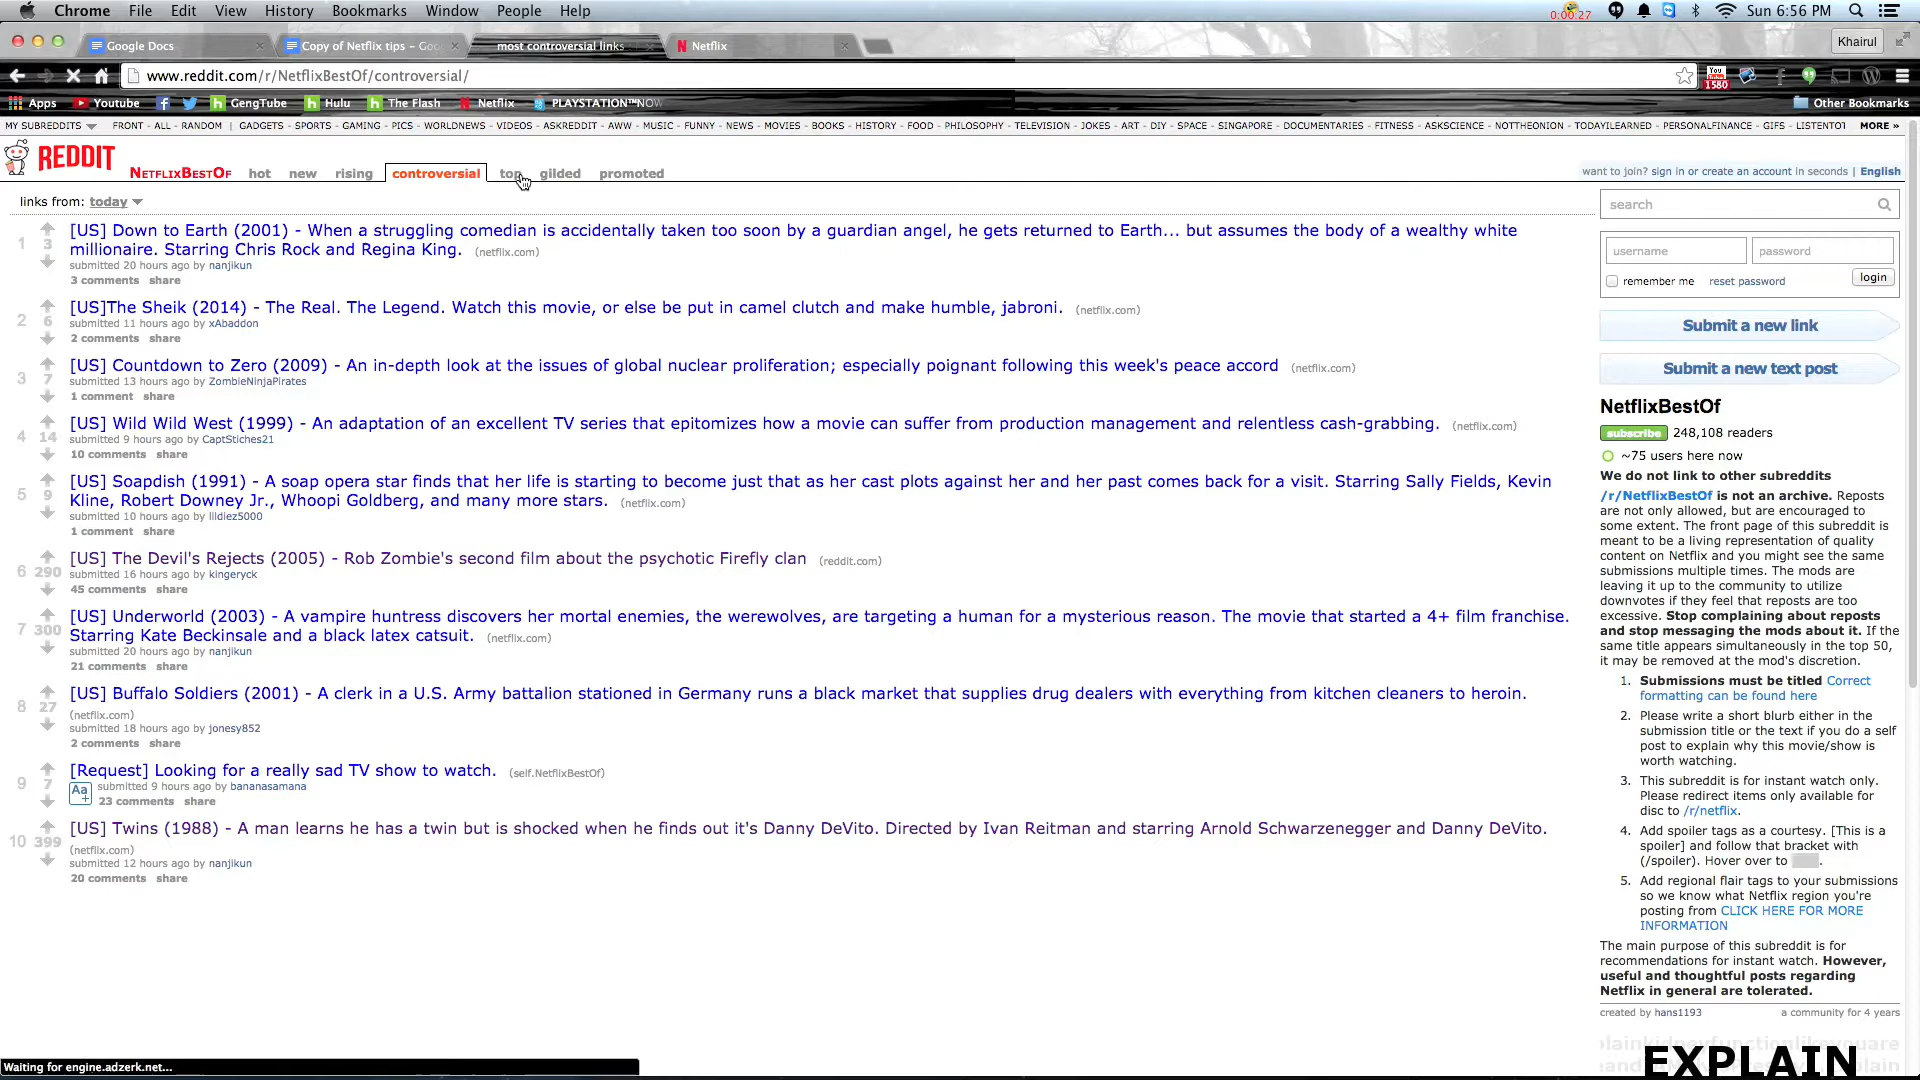 Chrome File Edit View History Bookmarks Window People Help
0:00:27 Sun 6:56 PM
Google Docs
Copy of Netflix tips – Goo
most controversial links
Netflix
Khairul
www.reddit.com/r/NetflixBestOf/controversial/
You 1580
Apps Youtube GengTube Hulu The Flash Netflix PLAYSTATION™NOW Other Bookmarks
MY SUBREDDITS FRONT - ALL - RANDOM | GADGETS - SPORTS - GAMING - PICS - WORLDNEWS - VIDEOS - ASKREDDIT - AWW - MUSIC - FUNNY - NEWS - MOVIES - BOOKS - HISTORY - FOOD - PHILOSOPHY - TELEVISION - JOKES - ART - DIY - SPACE - SINGAPORE - DOCUMENTARIES - FITNESS - ASKSCIENCE - NOTTHEONION - TODAYILEARNED - PERSONALFINANCE - GIFS - LISTENTOT MORE »
REDDIT NETFLIXBESTOF hot new rising controversial top gilded promoted
want to join? sign in or create an account in seconds | English
links from: today
1
3
[US] Down to Earth (2001) - When a struggling comedian is accidentally taken too soon by a guardian angel, he gets returned to Earth... but assumes the body of a wealthy white
millionaire. Starring Chris Rock and Regina King. (netflix.com)
submitted 20 hours ago by nanjikun
3 comments share
2
6
[US]The Sheik (2014) - The Real. The Legend. Watch this movie, or else be put in camel clutch and make humble, jabroni. (netflix.com)
submitted 11 hours ago by xAbaddon
2 comments share
3
7
[US] Countdown to Zero (2009) - An in-depth look at the issues of global nuclear proliferation; especially poignant following this week's peace accord (netflix.com)
submitted 13 hours ago by ZombieNinjaPirates
1 comment share
4
14
[US] Wild Wild West (1999) - An adaptation of an excellent TV series that epitomizes how a movie can suffer from production management and relentless cash-grabbing. (netflix.com)
submitted 9 hours ago by CaptStiches21
10 comments share
5
9
[US] Soapdish (1991) - A soap opera star finds that her life is starting to become just that as her cast plots against her and her past comes back for a visit. Starring Sally Fields, Kevin
Kline, Robert Downey Jr., Whoopi Goldberg, and many more stars. (netflix.com)
submitted 10 hours ago by lildiez5000
1 comment share
6
290
[US] The Devil's Rejects (2005) - Rob Zombie's second film about the psychotic Firefly clan (reddit.com)
submitted 16 hours ago by kingeryck
45 comments share
7
300
[US] Underworld (2003) - A vampire huntress discovers her mortal enemies, the werewolves, are targeting a human for a mysterious reason. The movie that started a 4+ film franchise.
Starring Kate Beckinsale and a black latex catsuit. (netflix.com)
submitted 20 hours ago by nanjikun
21 comments share
8
27
[US] Buffalo Soldiers (2001) - A clerk in a U.S. Army battalion stationed in Germany runs a black market that supplies drug dealers with everything from kitchen cleaners to heroin.
(netflix.com)
submitted 18 hours ago by jonesy852
2 comments share
9
7
[Request] Looking for a really sad TV show to watch. (self.NetflixBestOf)
Aa+
submitted 9 hours ago by bananasamana
23 comments share
10
399
[US] Twins (1988) - A man learns he has a twin but is shocked when he finds out it's Danny DeVito. Directed by Ivan Reitman and starring Arnold Schwarzenegger and Danny DeVito.
(netflix.com)
submitted 12 hours ago by nanjikun
20 comments share
search
username password
remember me reset password login
Submit a new link
Submit a new text post
NetflixBestOf
subscribe 248,108 readers
~75 users here now
We do not link to other subreddits
/r/NetflixBestOf is not an archive. Reposts
are not only allowed, but are encouraged to
some extent. The front page of this subreddit is
meant to be a living representation of quality
content on Netflix and you might see the same
submissions multiple times. The mods are
leaving it up to the community to utilize
downvotes if they feel that reposts are too
excessive. Stop complaining about reposts
and stop messaging the mods about it. If the
same title appears simultaneously in the top 50,
it may be removed at the mod's discretion.
1. Submissions must be titled Correct
formatting can be found here
2. Please write a short blurb either in the
submission title or the text if you do a self
post to explain why this movie/show is
worth watching.
3. This subreddit is for instant watch only.
Please redirect items only available for
disc to /r/netflix.
4. Add spoiler tags as a courtesy. [This is a
spoiler] and follow that bracket with
(/spoiler). Hover over to .
5. Add regional flair tags to your submissions
so we know what Netflix region you're
posting from CLICK HERE FOR MORE
INFORMATION
The main purpose of this subreddit is for
recommendations for instant watch. However,
useful and thoughtful posts regarding
Netflix in general are tolerated.
created by hans1193 a community for 4 years
EXPLAIN
Waiting for engine.adzerk.net...